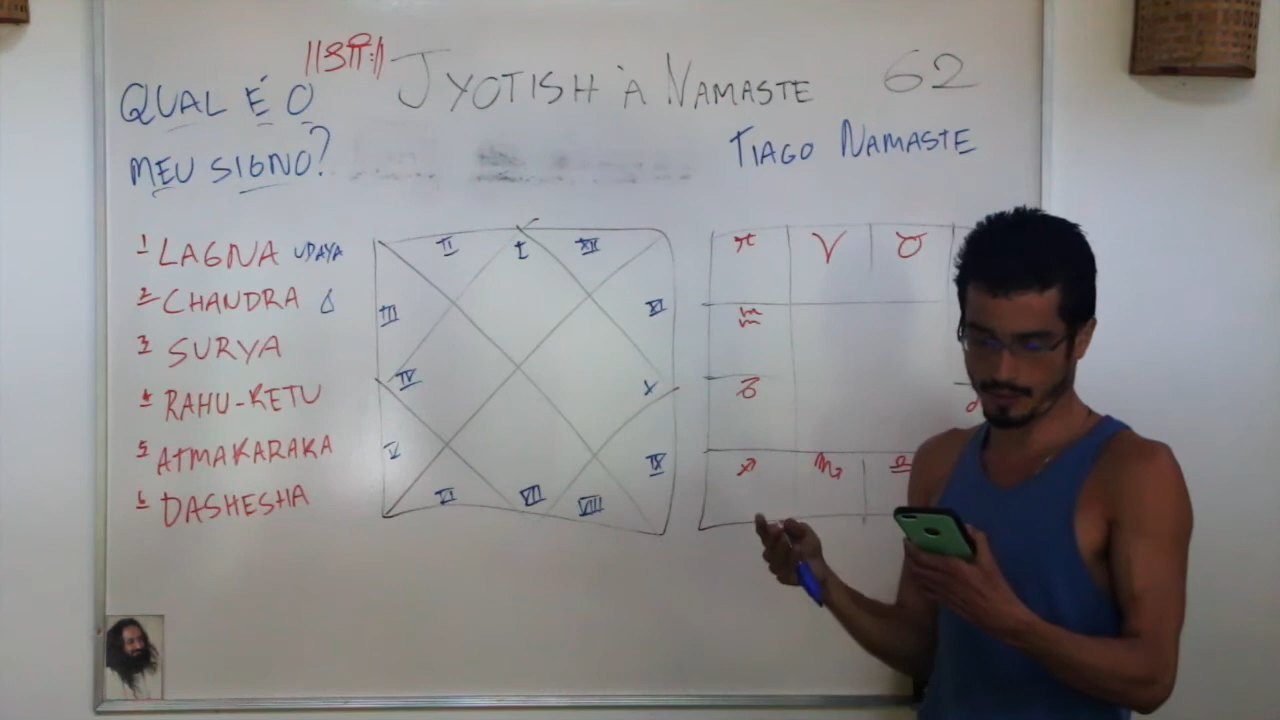 ||ॐ||
JYOTISH À NAMASTE 62
QUAL É O
MEU SIGNO?
TIAGO NAMASTE
1 LAGNA UDAYA
2 CHANDRA
3 SURYA
4 RAHU-KETU
5 ATMAKARAKA
6 DASHESHA
II I XII
III XI
IV X
V IX
VI VII VIII
♓ ♈ ♉
♒
♑
♐ ♏ ♎